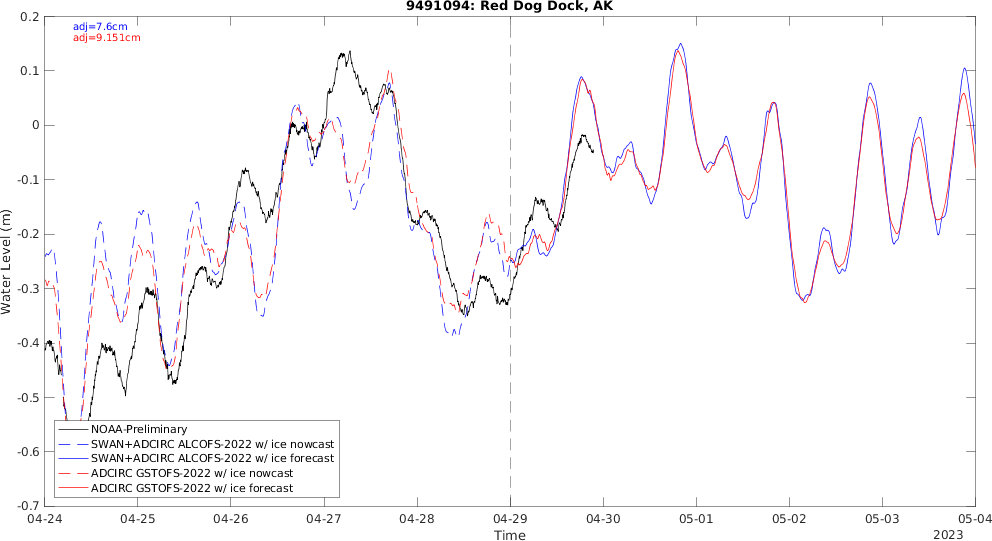 9491094: Red Dog Dock, AK
adj=7.6cm
adj=9.151cm
Water Level (m)
0.2
0.1
0
-0.1
-0.2
-0.3
-0.4
-0.5
-0.6
-0.7
NOAA-Preliminary
SWAN+ADCIRC ALCOFS-2022 w/ ice nowcast
SWAN+ADCIRC ALCOFS-2022 w/ ice forecast
ADCIRC GSTOFS-2022 w/ ice nowcast
ADCIRC GSTOFS-2022 w/ ice forecast
04-24 04-25 04-26 04-27 04-28 04-29 04-30 05-01 05-02 05-03 05-04
Time
2023